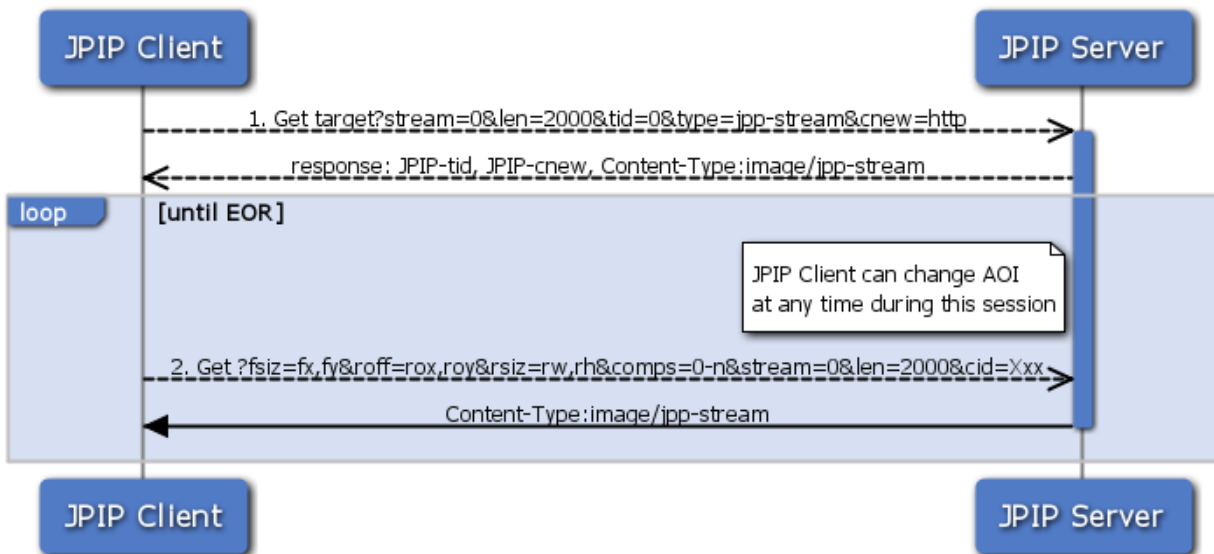 JPIP Client
JPIP Server
1. Get target?stream=0&len=2000&tid=0&type=jpp-stream&cnew=http
response: JPIP-tid, JPIP-cnew, Content-Type:image/jpp-stream
loop
[until EOR]
JPIP Client can change AOI
at any time during this session
2. Get ?fsiz=fx,fy&roff=rox,roy&rsiz=rw,rh&comps=0-n&stream=0&len=2000&cid=Xxx
Content-Type:image/jpp-stream
JPIP Client
JPIP Server